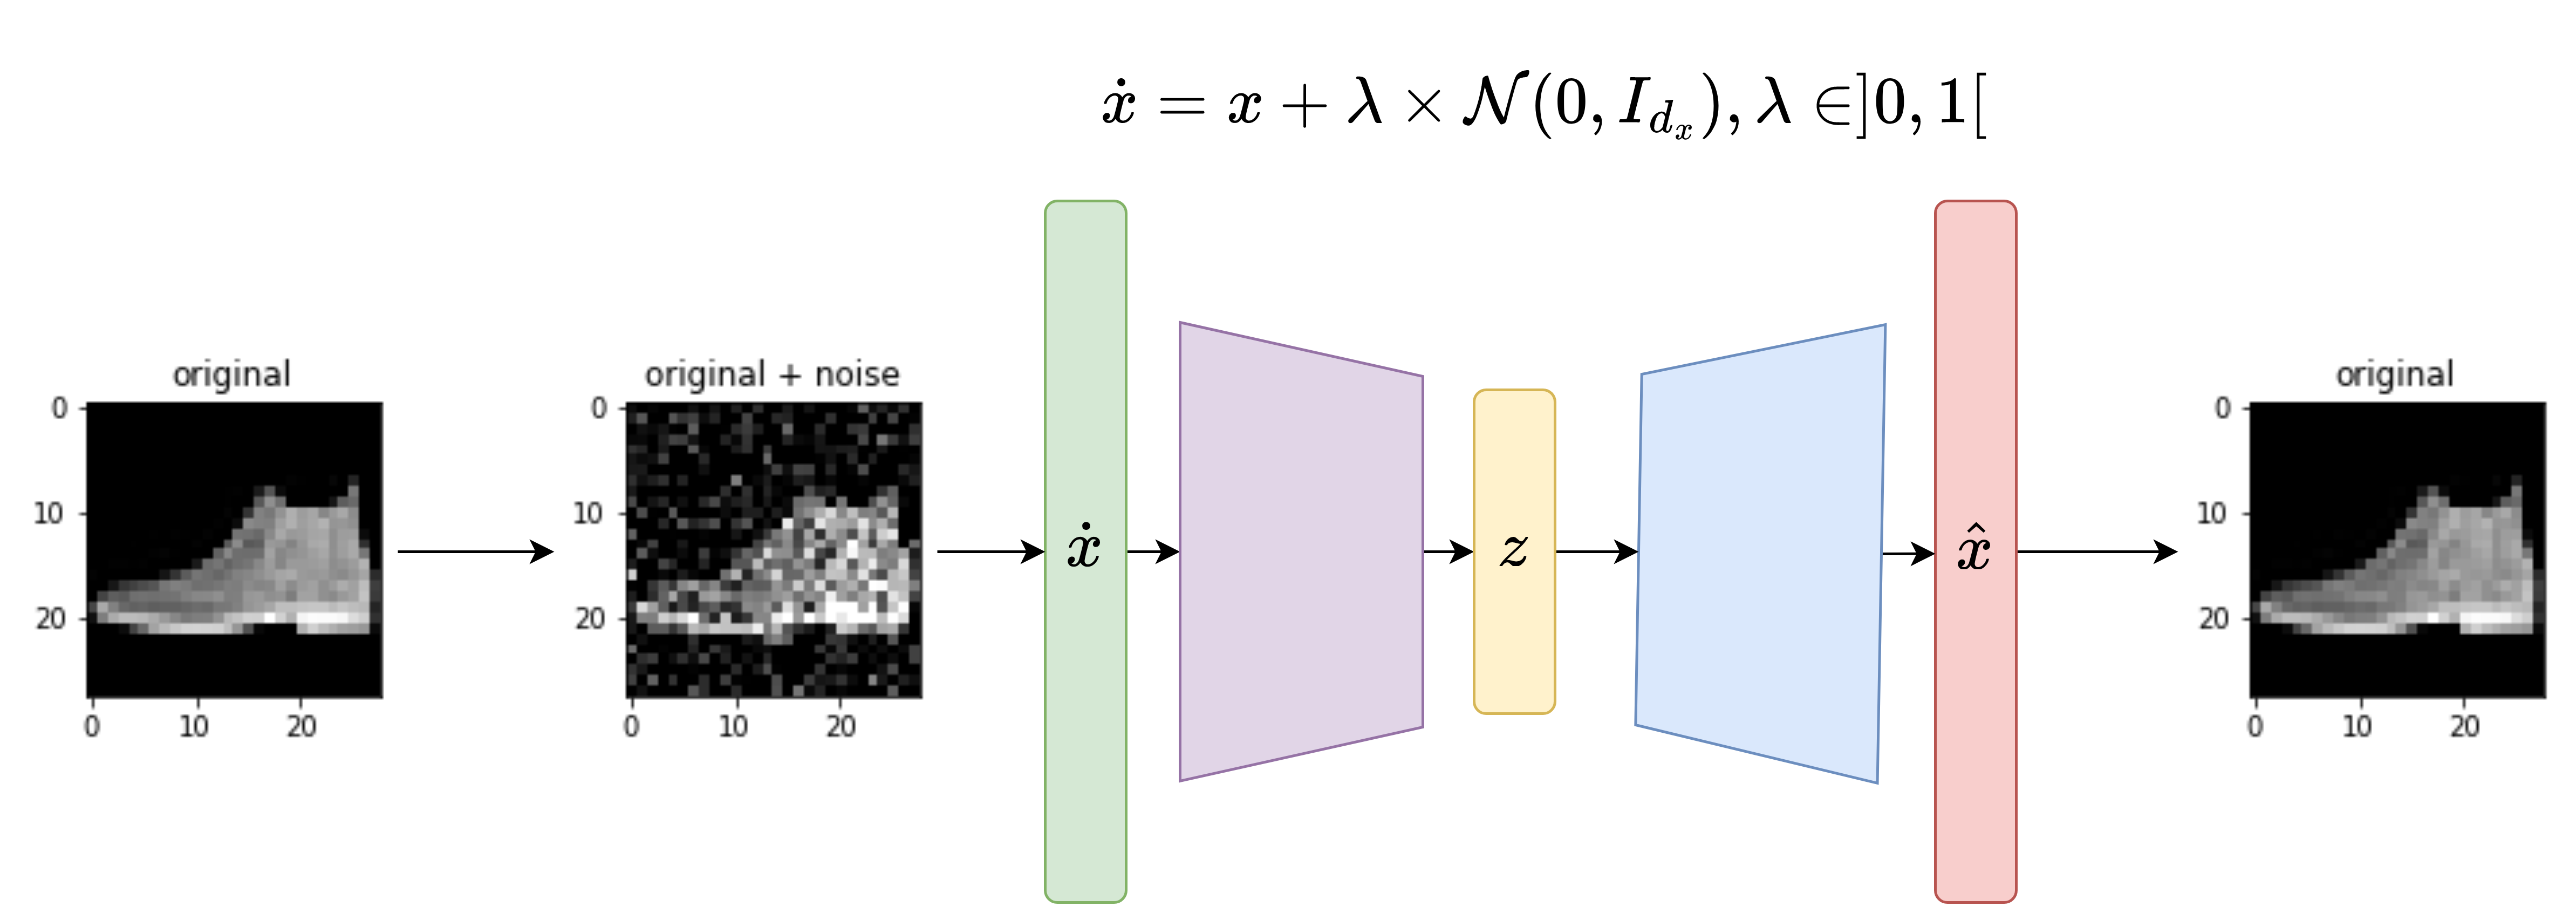 ẋ = x + λ × 𝒩(0, I_{d_x}), λ ∈]0, 1[
original
0
10
20
0 10 20
original + noise
0
10
20
0 10 20
ẋ
z
x̂
original
0
10
20
0 10 20